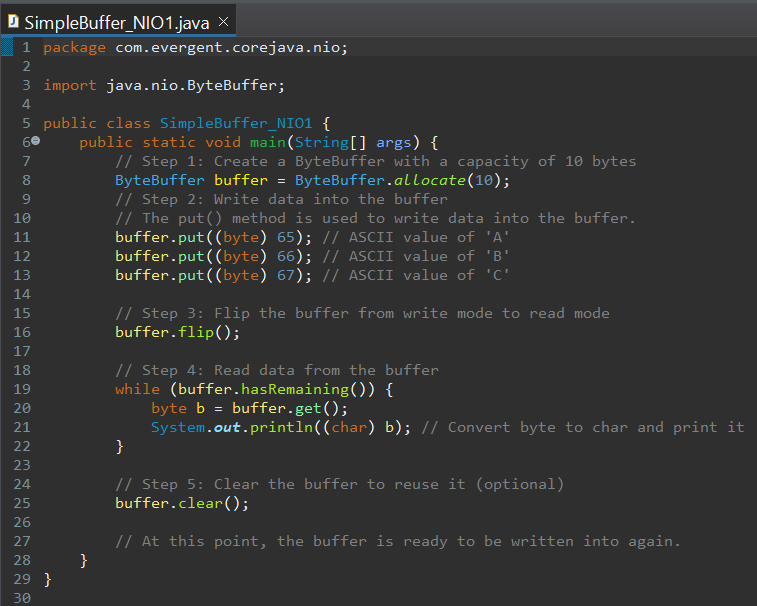 SimpleBuffer_NIO1.java ×
1 package com.evergent.corejava.nio;
2
3 import java.nio.ByteBuffer;
4
5 public class SimpleBuffer_NIO1 {
6     public static void main(String[] args) {
7         // Step 1: Create a ByteBuffer with a capacity of 10 bytes
8         ByteBuffer buffer = ByteBuffer.allocate(10);
9         // Step 2: Write data into the buffer
10         // The put() method is used to write data into the buffer.
11         buffer.put((byte) 65); // ASCII value of 'A'
12         buffer.put((byte) 66); // ASCII value of 'B'
13         buffer.put((byte) 67); // ASCII value of 'C'
14
15         // Step 3: Flip the buffer from write mode to read mode
16         buffer.flip();
17
18         // Step 4: Read data from the buffer
19         while (buffer.hasRemaining()) {
20             byte b = buffer.get();
21             System.out.println((char) b); // Convert byte to char and print it
22         }
23
24         // Step 5: Clear the buffer to reuse it (optional)
25         buffer.clear();
26
27         // At this point, the buffer is ready to be written into again.
28     }
29 }
30